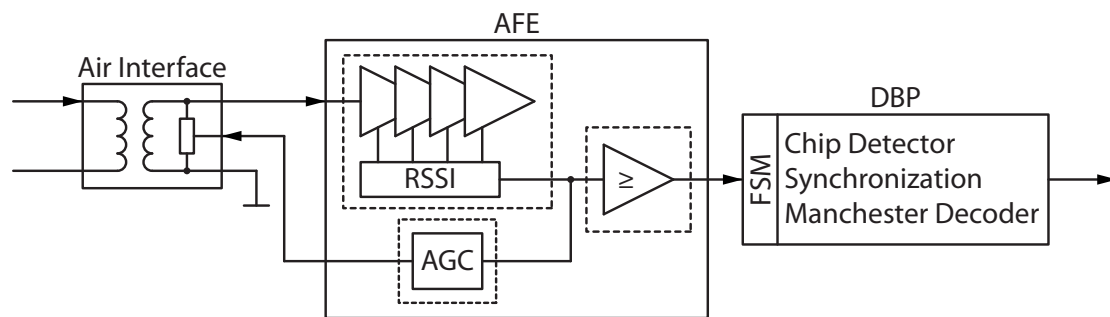 AFE
Air Interface
DBP
RSSI
≥
AGC
FSM
Chip Detector
Synchronization
Manchester Decoder